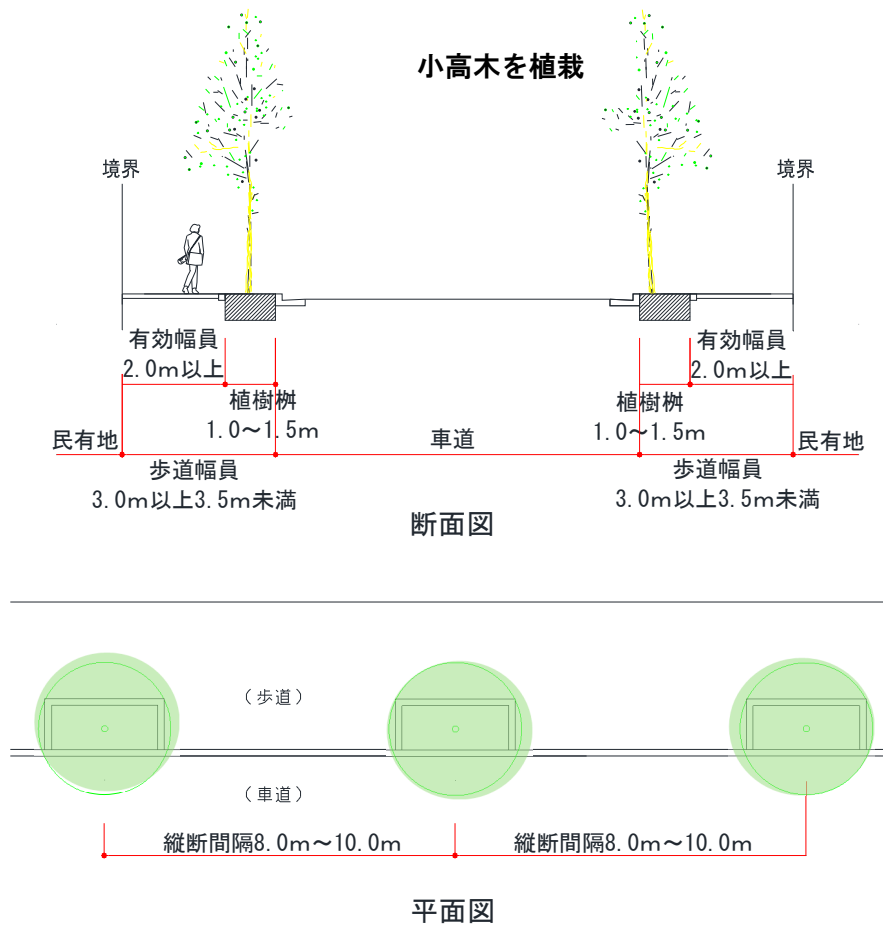 小高木を植栽
境界
境界
有効幅員
2.0m以上
有効幅員
2.0m以上
植樹桝
1.0～1.5m
植樹桝
1.0～1.5m
民有地
車道
民有地
歩道幅員
3.0m以上3.5m未満
歩道幅員
3.0m以上3.5m未満
断面図
（歩道）
（車道）
縦断間隔8.0m～10.0m
縦断間隔8.0m～10.0m
平面図